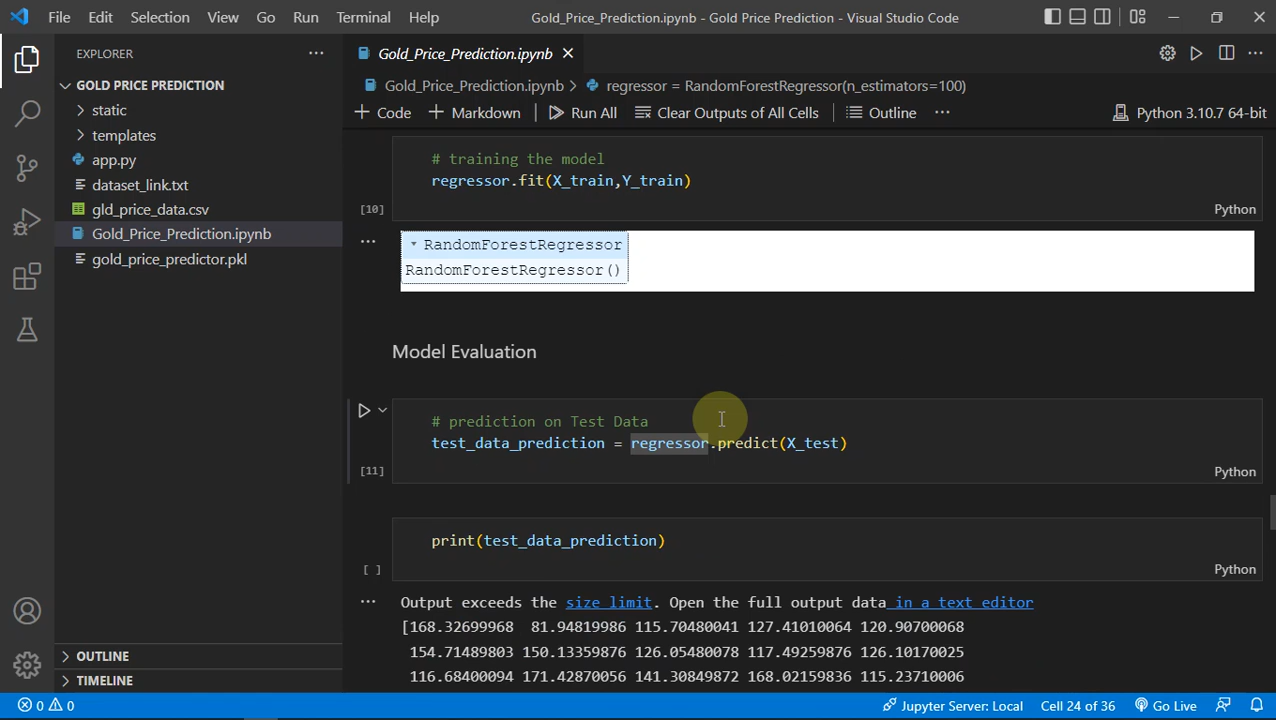 File Edit Selection View Go Run Terminal Help Gold_Price_Prediction.ipynb - Gold Price Prediction - Visual Studio Code
EXPLORER
GOLD PRICE PREDICTION
static
templates
app.py
dataset_link.txt
gld_price_data.csv
Gold_Price_Prediction.ipynb
gold_price_predictor.pkl
OUTLINE
TIMELINE
Gold_Price_Prediction.ipynb
Gold_Price_Prediction.ipynb > regressor = RandomForestRegressor(n_estimators=100)
+ Code + Markdown Run All Clear Outputs of All Cells Outline ... Python 3.10.7 64-bit
# training the model
regressor.fit(X_train,Y_train)
[10] Python
RandomForestRegressor
RandomForestRegressor()
Model Evaluation
# prediction on Test Data
test_data_prediction = regressor.predict(X_test)
[11] Python
print(test_data_prediction)
[ ] Python
Output exceeds the size limit. Open the full output data in a text editor
[168.32699968 81.94819986 115.70480041 127.41010064 120.90700068
154.71489803 150.13359876 126.05480078 117.49259876 126.10170025
116.68400094 171.42870056 141.30849872 168.02159836 115.23710006
0 0 Jupyter Server: Local Cell 24 of 36 Go Live